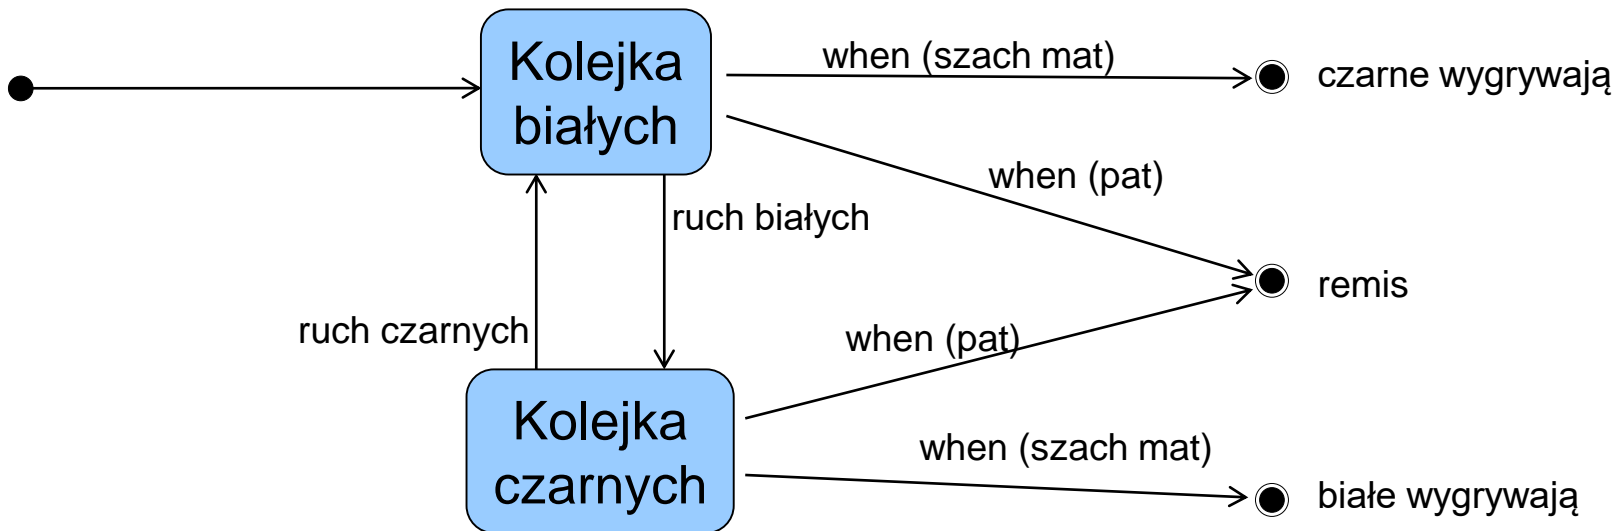 Kolejka
białych
when (szach mat)
czarne wygrywają
when (pat)
ruch białych
remis
ruch czarnych
when (pat)
Kolejka
czarnych
when (szach mat)
białe wygrywają